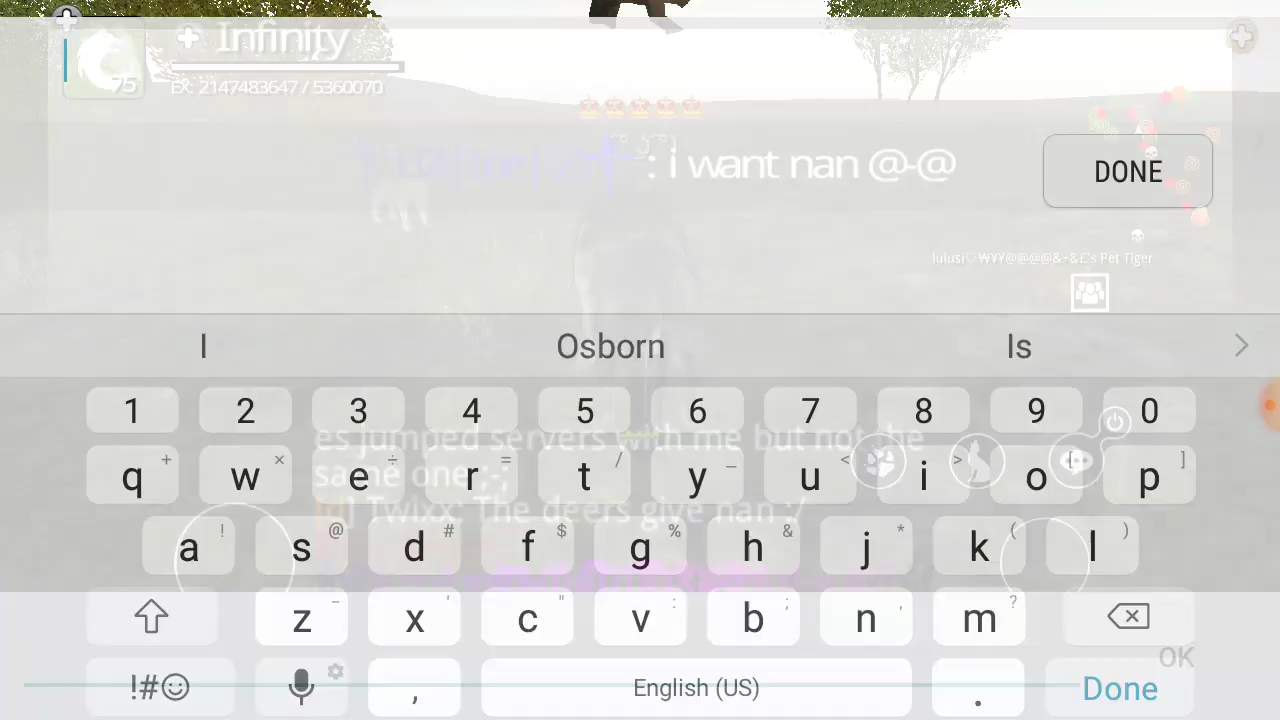 Infinity
75
EX: 2147483647 / 5360070
: i want nan @-@
DONE
lulusi♡₩¥¥@@@@&+&£'s Pet Tiger
I Osborn Is
1 2 3 4 5 6 7 8 9 0
es jumped servers with me but not the
same one ;-;
Twixx: The deers give nan :/
q + w × e ÷ r = t / y _ u < i > o [ p ]
a ! s @ d # f $ g % h & j * k ( l )
z - x ' c " v : b ; n , m ?
OK
!#☺ , English (US) . Done